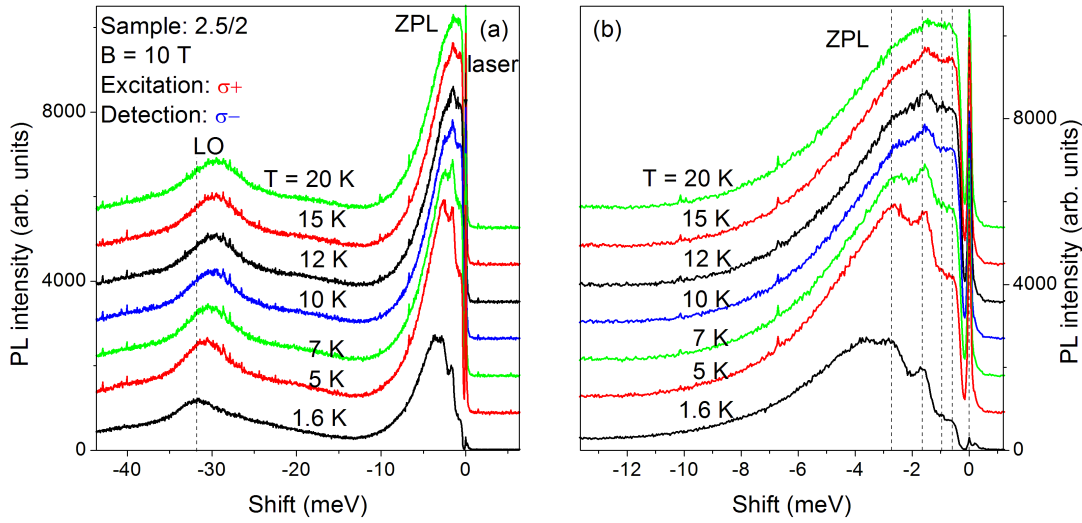 Sample: 2.5/2
B = 10 T
Excitation: σ+
Detection: σ−
ZPL
(a)
laser
LO
T = 20 K
15 K
12 K
10 K
7 K
5 K
1.6 K
8000
4000
0
PL intensity (arb. units)
-40
-30
-20
-10
0
Shift (meV)
(b)
ZPL
T = 20 K
15 K
12 K
10 K
7 K
5 K
1.6 K
8000
4000
0
PL intensity (arb. units)
-12
-10
-8
-6
-4
-2
0
Shift (meV)